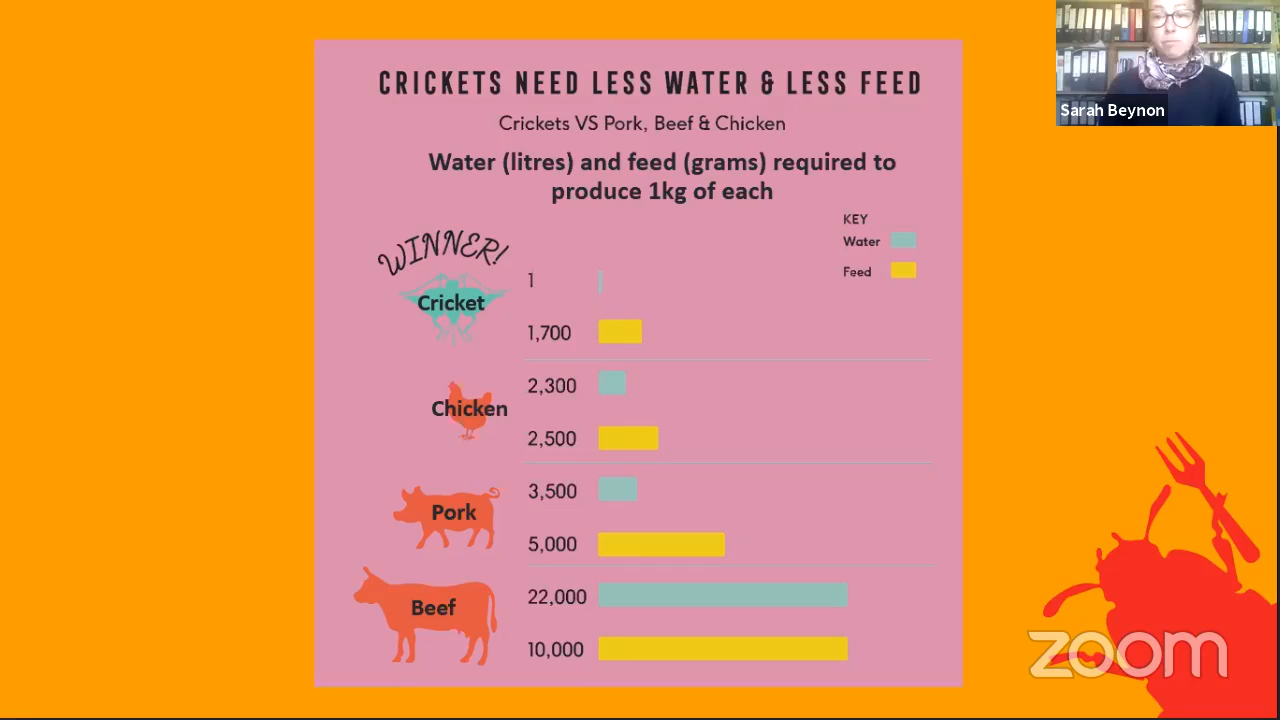 CRICKETS NEED LESS WATER & LESS FEED
Crickets VS Pork, Beef & Chicken
Water (litres) and feed (grams) required to
produce 1kg of each
KEY
Water
Feed
WINNER!
Cricket
1
1,700
Chicken
2,300
2,500
Pork
3,500
5,000
Beef
22,000
10,000
Sarah Beynon
zoom